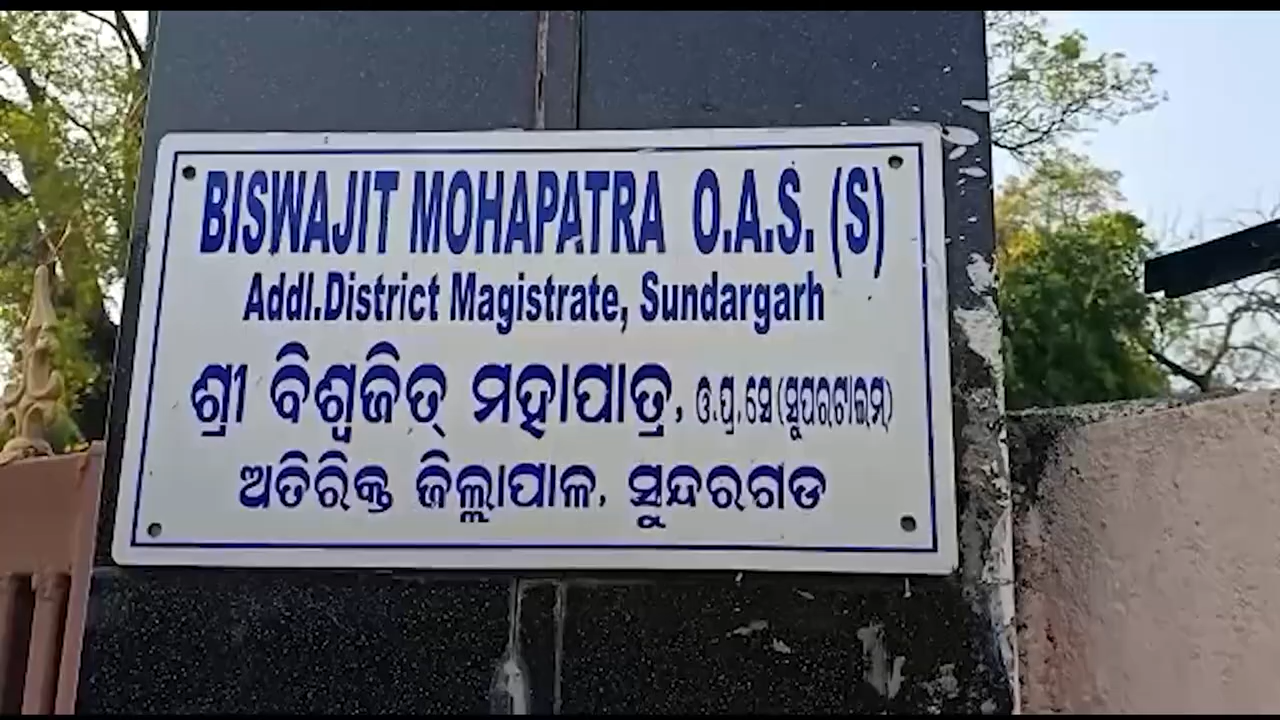 BISWAJIT MOHAPATRA O.A.S. (S)
Addl.District Magistrate, Sundargarh
ଶ୍ରୀ ବିଶ୍ୱଜିତ୍ ମହାପାତ୍ର, ଓ.ପ୍ର.ସେ (ସୁପରଟାଇମ୍)
ଅତିରିକ୍ତ ଜିଲ୍ଲାପାଳ, ସୁନ୍ଦରଗଡ